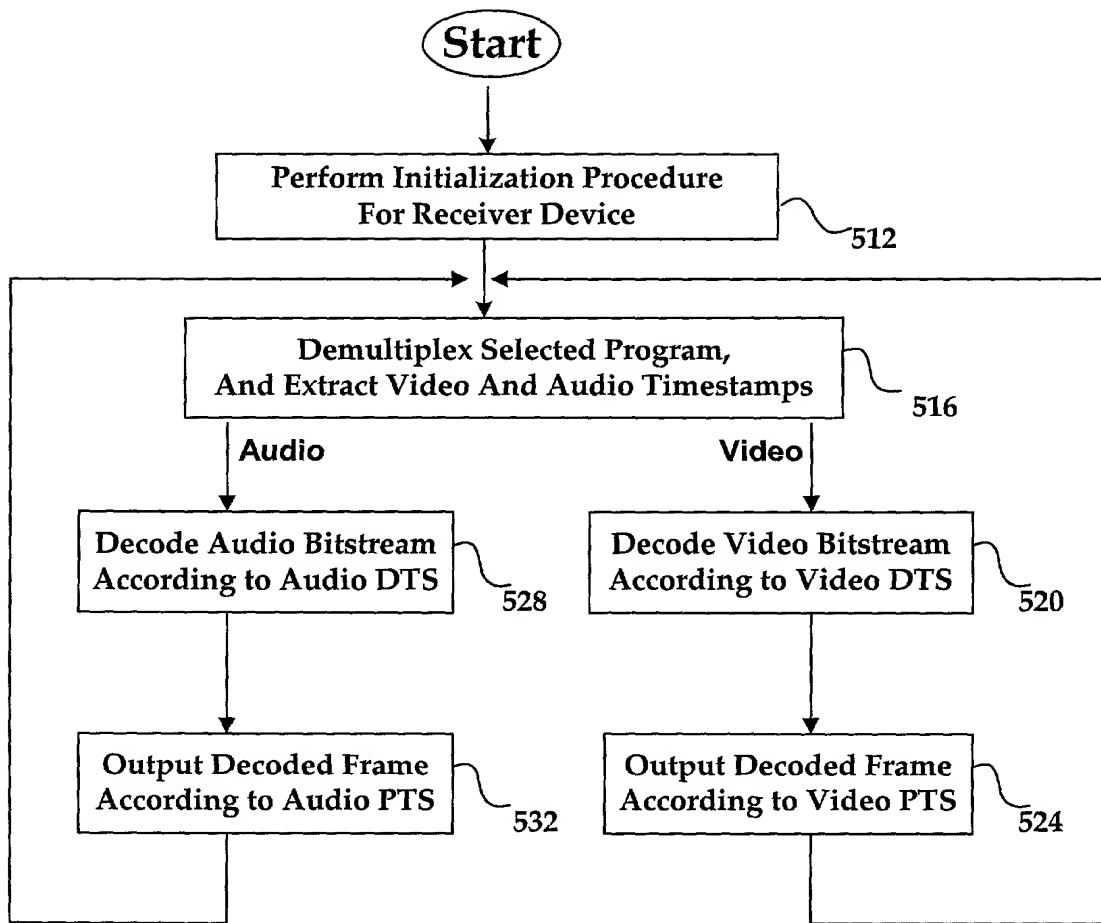 Start
Perform Initialization Procedure
For Receiver Device
512
Demultiplex Selected Program,
And Extract Video And Audio Timestamps
516
Audio
Video
Decode Audio Bitstream
According to Audio DTS
528
Decode Video Bitstream
According to Video DTS
520
Output Decoded Frame
According to Audio PTS
532
Output Decoded Frame
According to Video PTS
524